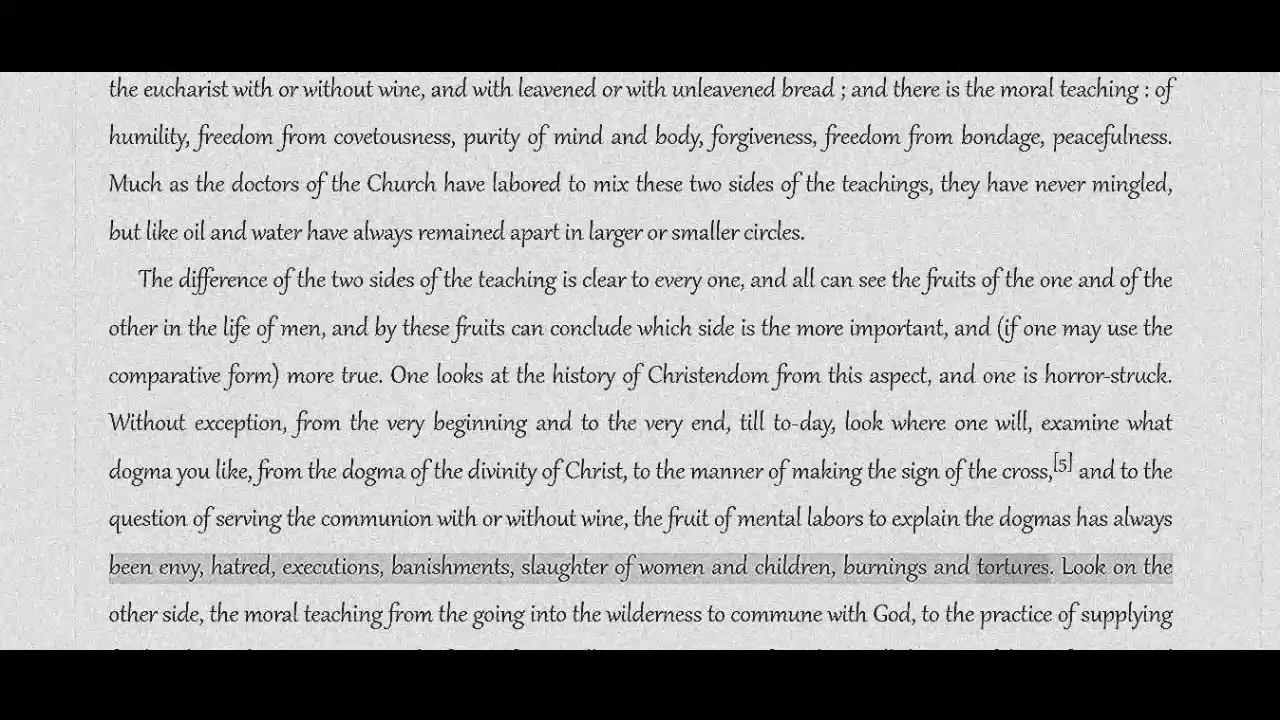 the eucharist with or without wine, and with leavened or with unleavened bread ; and there is the moral teaching : of
humility, freedom from covetousness, purity of mind and body, forgiveness, freedom from bondage, peacefulness.
Much as the doctors of the Church have labored to mix these two sides of the teachings, they have never mingled,
but like oil and water have always remained apart in larger or smaller circles.
The difference of the two sides of the teaching is clear to every one, and all can see the fruits of the one and of the
other in the life of men, and by these fruits can conclude which side is the more important, and (if one may use the
comparative form) more true. One looks at the history of Christendom from this aspect, and one is horror-struck.
Without exception, from the very beginning and to the very end, till to-day, look where one will, examine what
dogma you like, from the dogma of the divinity of Christ, to the manner of making the sign of the cross,[5] and to the
question of serving the communion with or without wine, the fruit of mental labors to explain the dogmas has always
been envy, hatred, executions, banishments, slaughter of women and children, burnings and tortures. Look on the
other side, the moral teaching from the going into the wilderness to commune with God, to the practice of supplying